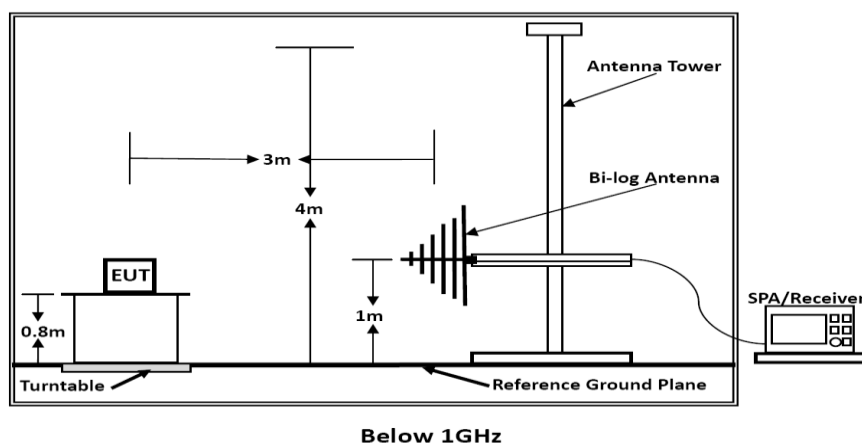 Antenna Tower
3m
Bi-log Antenna
4m
EUT
SPA/Receiver
0.8m
1m
Turntable
Reference Ground Plane
Below 1GHz